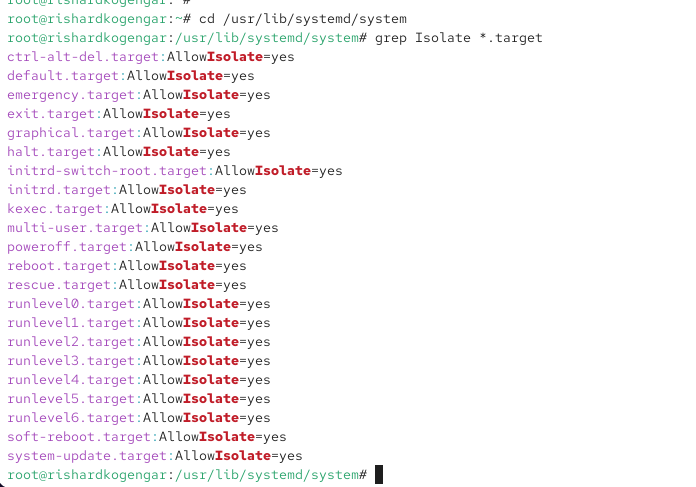 root@rishardkogengar: #
root@rishardkogengar:~# cd /usr/lib/systemd/system
root@rishardkogengar:/usr/lib/systemd/system# grep Isolate *.target
ctrl-alt-del.target:AllowIsolate=yes
default.target:AllowIsolate=yes
emergency.target:AllowIsolate=yes
exit.target:AllowIsolate=yes
graphical.target:AllowIsolate=yes
halt.target:AllowIsolate=yes
initrd-switch-root.target:AllowIsolate=yes
initrd.target:AllowIsolate=yes
kexec.target:AllowIsolate=yes
multi-user.target:AllowIsolate=yes
poweroff.target:AllowIsolate=yes
reboot.target:AllowIsolate=yes
rescue.target:AllowIsolate=yes
runlevel0.target:AllowIsolate=yes
runlevel1.target:AllowIsolate=yes
runlevel2.target:AllowIsolate=yes
runlevel3.target:AllowIsolate=yes
runlevel4.target:AllowIsolate=yes
runlevel5.target:AllowIsolate=yes
runlevel6.target:AllowIsolate=yes
soft-reboot.target:AllowIsolate=yes
system-update.target:AllowIsolate=yes
root@rishardkogengar:/usr/lib/systemd/system#